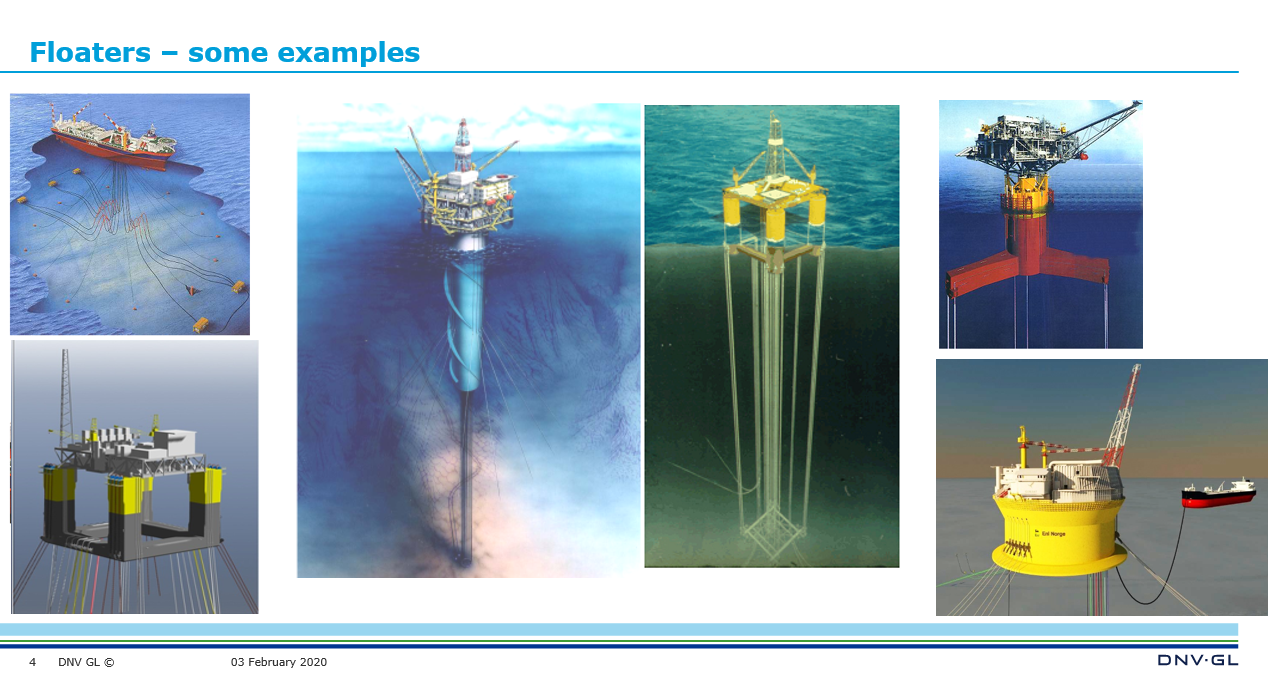 Floaters – some examples
Eni Norge
4 DNV GL © 03 February 2020
DNV·GL